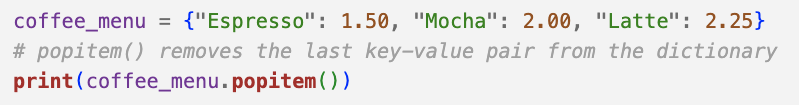 coffee_menu = {"Espresso": 1.50, "Mocha": 2.00, "Latte": 2.25}
# popitem() removes the last key-value pair from the dictionary
print(coffee_menu.popitem())